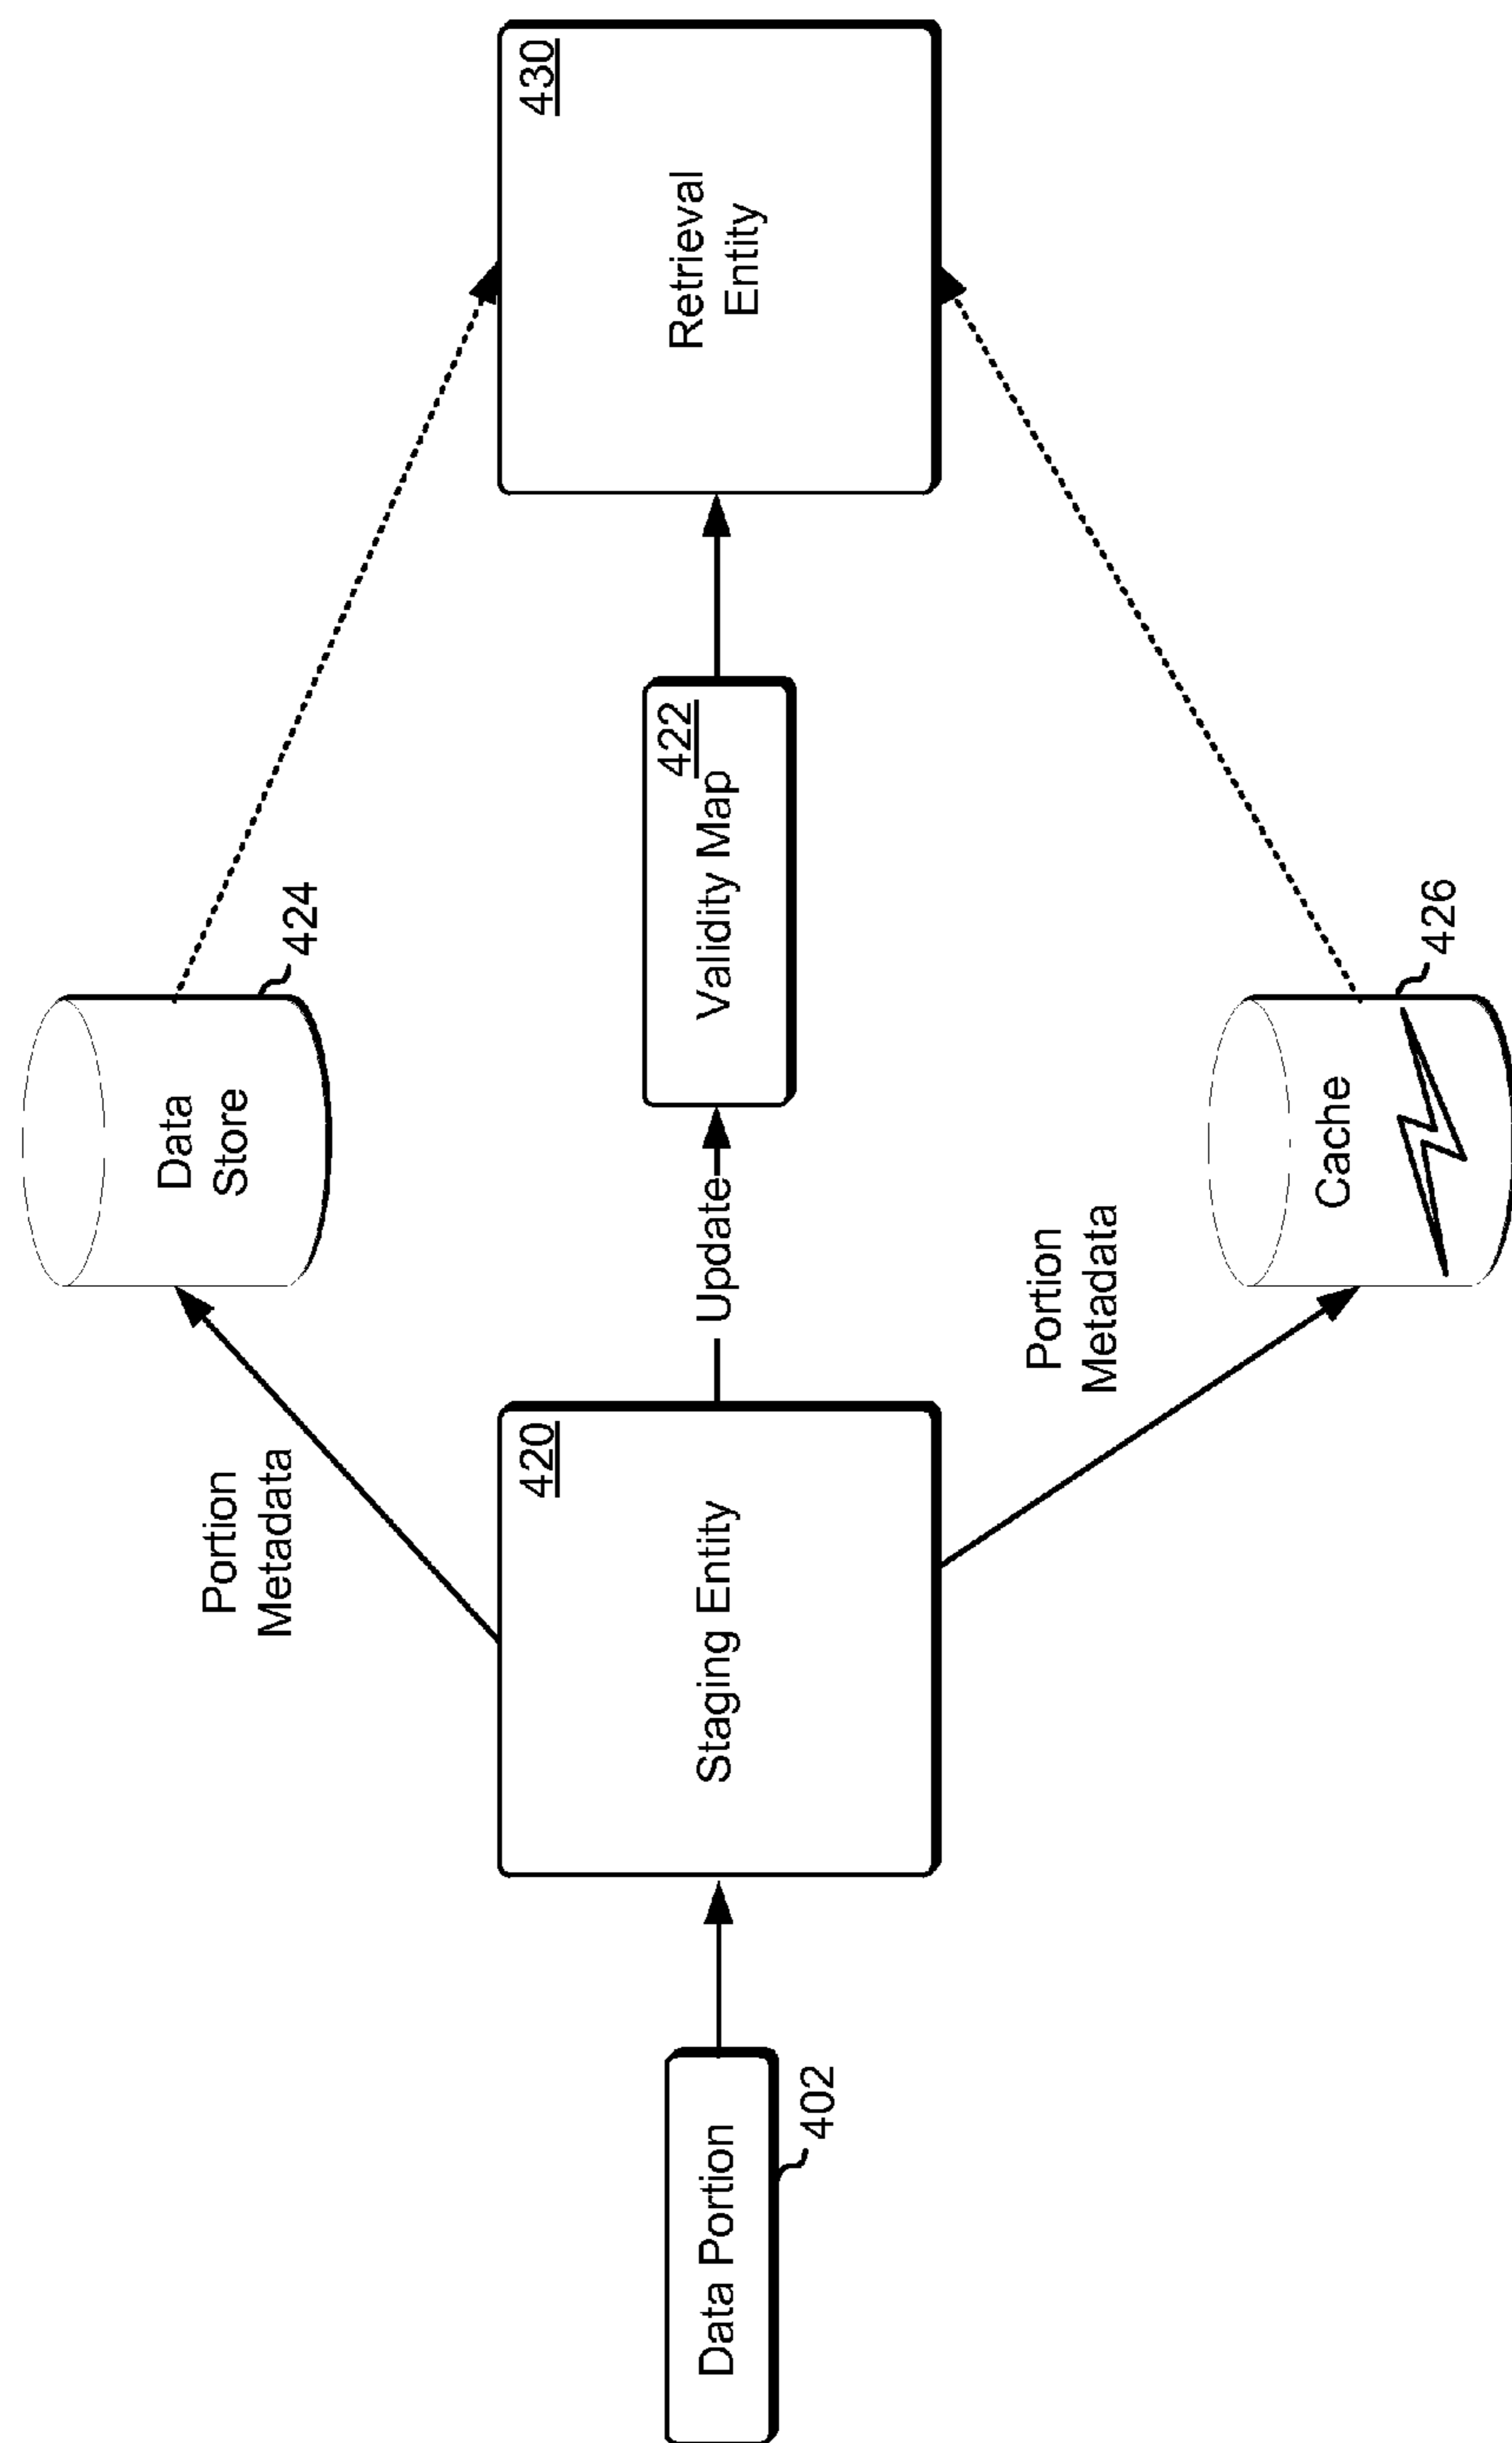 Data Portion
402
Staging Entity
420
Portion
Metadata
Data
Store
424
Update
Validity Map
422
Portion
Metadata
Cache
426
Retrieval
Entity
430